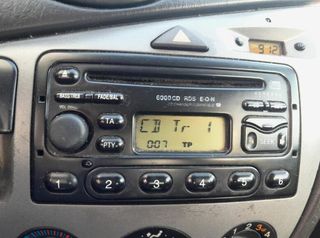 9:12
6000CD RDS E·O·N
BASS/TREB
FADE/BAL
TA
CD Tr 1
PTY
007 TP
1 2 3 4 5 6